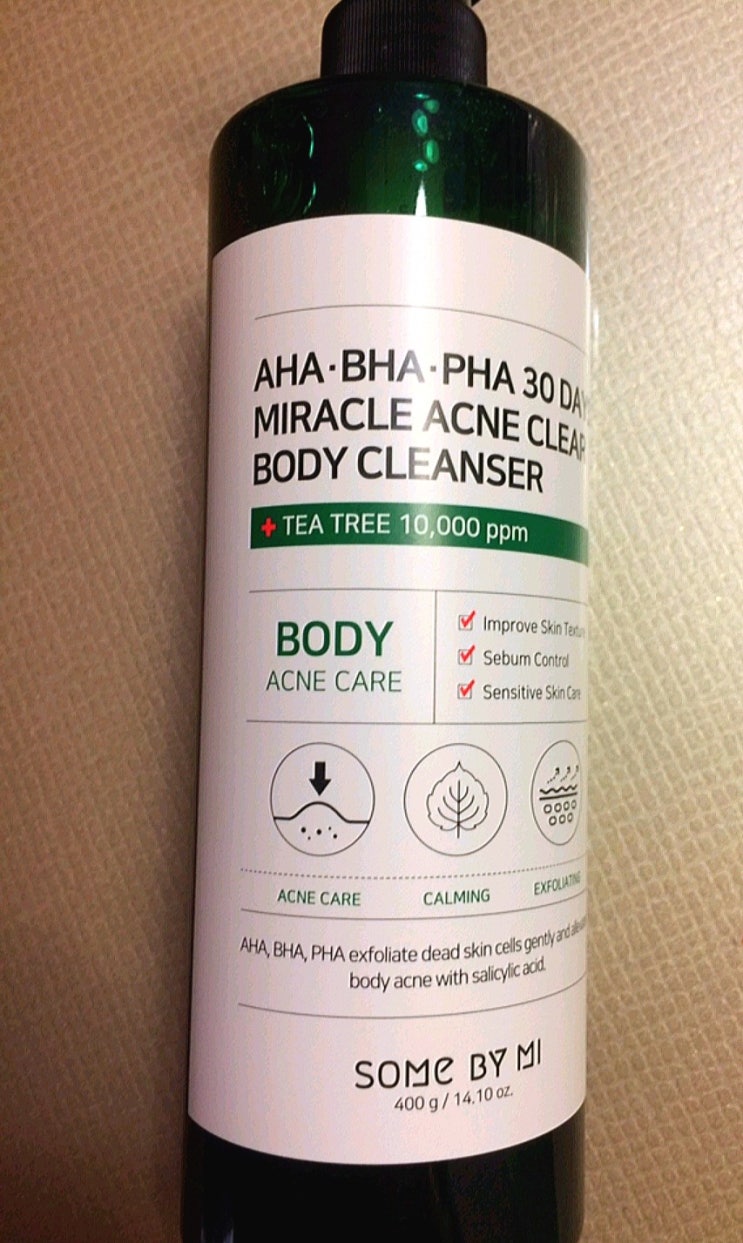 AHA·BHA·PHA 30 DAY
MIRACLE ACNE CLEAR
BODY CLEANSER
+ TEA TREE 10,000 ppm
BODY
ACNE CARE
Improve Skin Texture
Sebum Control
Sensitive Skin Care
ACNE CARE
CALMING
EXFOLIATING
AHA, BHA, PHA exfoliate dead skin cells gently and
body acne with salicylic acid.
SOME BY MI
400 g / 14.10 oz.